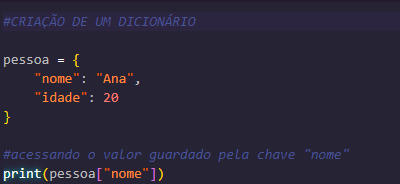 #CRIAÇÃO DE UM DICIONÁRIO
pessoa = {
"nome": "Ana",
"idade": 20
}
#acessando o valor guardado pela chave "nome"
print(pessoa["nome"])